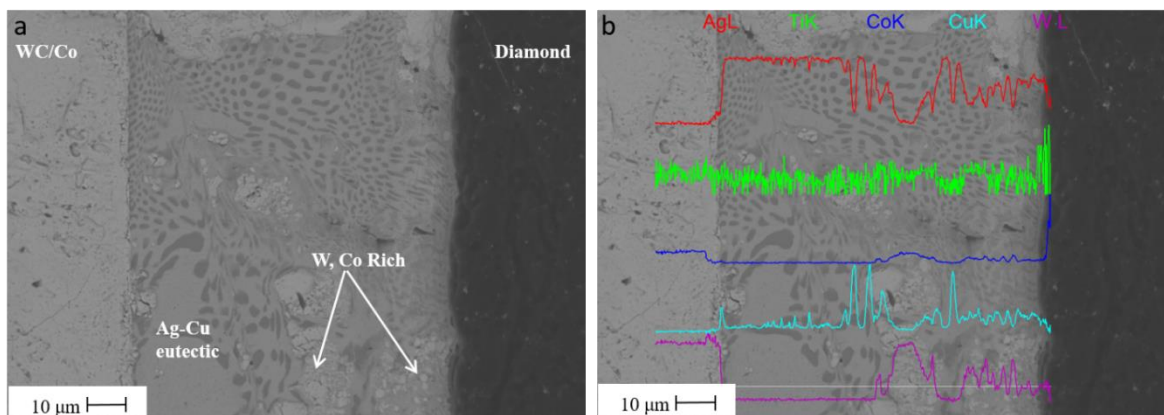 a
WC/Co
Diamond
W, Co Rich
Ag-Cu
eutectic
10 µm
b
AgL TiK CoK CuK W L
10 µm